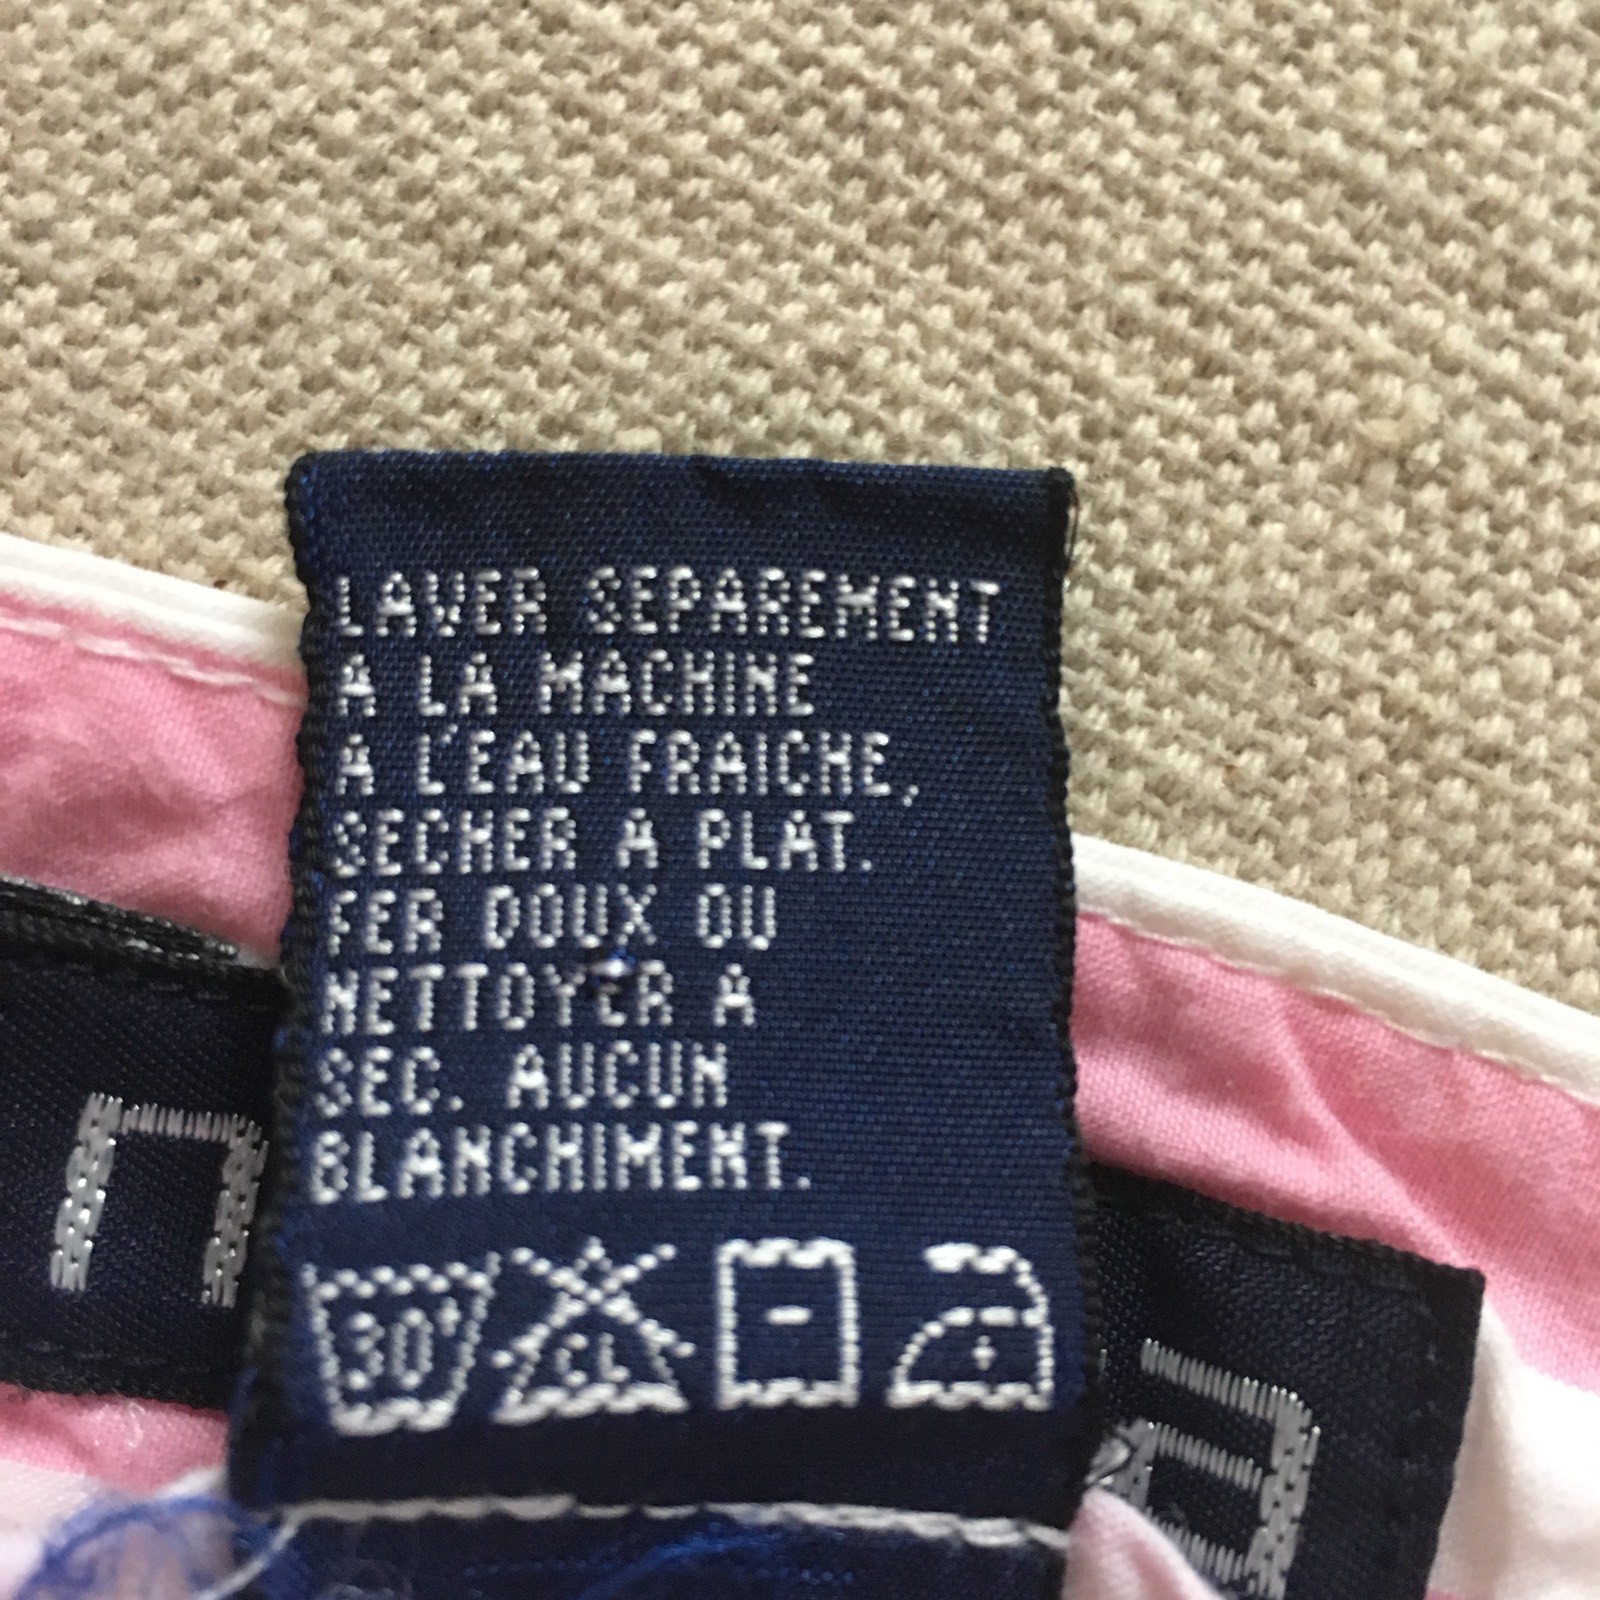 LAVER SEPAREMENT
A LA MACHINE
A L'EAU FRAICHE,
SECHER A PLAT.
FER DOUX OU
NETTOYER A
SEC. AUCUN
BLANCHIMENT.
30° CL